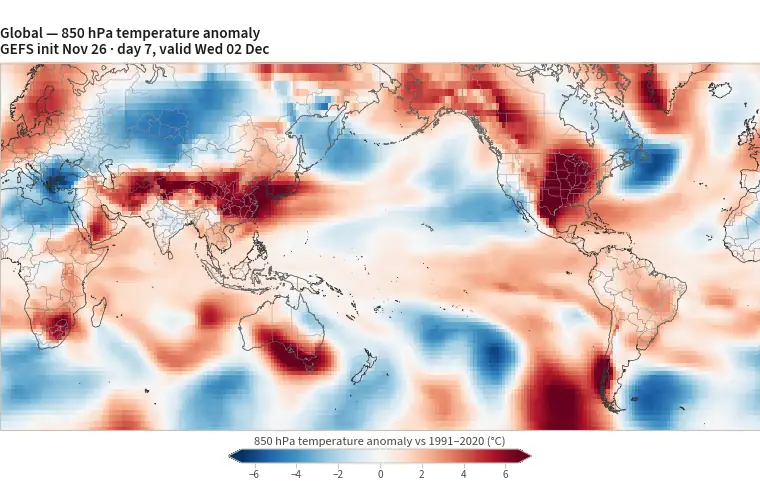 Global — 850 hPa temperature anomaly
GEFS init Nov 26 · day 7, valid Wed 02 Dec
850 hPa temperature anomaly vs 1991–2020 (°C)
−6 −4 −2 0 2 4 6